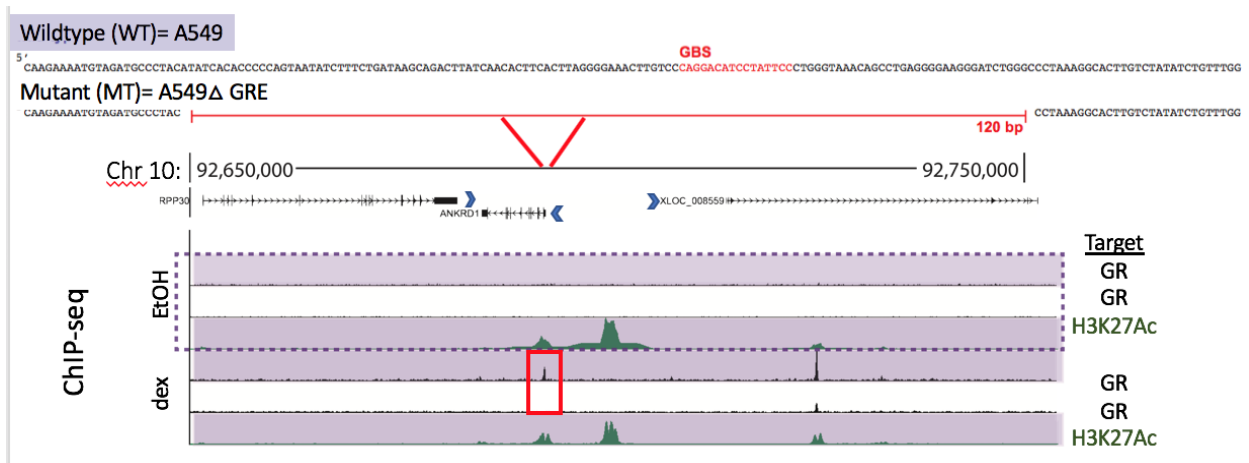 Wildtype (WT)= A549
GBS
5'
CAAGAAAATGTAGATGCCCTACATATCACACCCCCAGTAATATCTTTCTGATAAGCAGACTTATCAACACTTCACTTAGGGGAAACTTGTCCCAGGACATCCTATTCCCTGGGTAAACAGCCTGAGGGGAAGGGATCTGGGCCCTAAAGGCACTTGTCTATATCTGTTTGG
Mutant (MT)= A549△ GRE
CAAGAAAATGTAGATGCCCTAC CCTAAAGGCACTTGTCTATATCTGTTTGG
120 bp
Chr 10: 92,650,000 92,750,000
RPP30
XLOC_008559
ANKRD1
Target
ChIP-seq
EtOH
GR
GR
H3K27Ac
dex
GR
GR
H3K27Ac